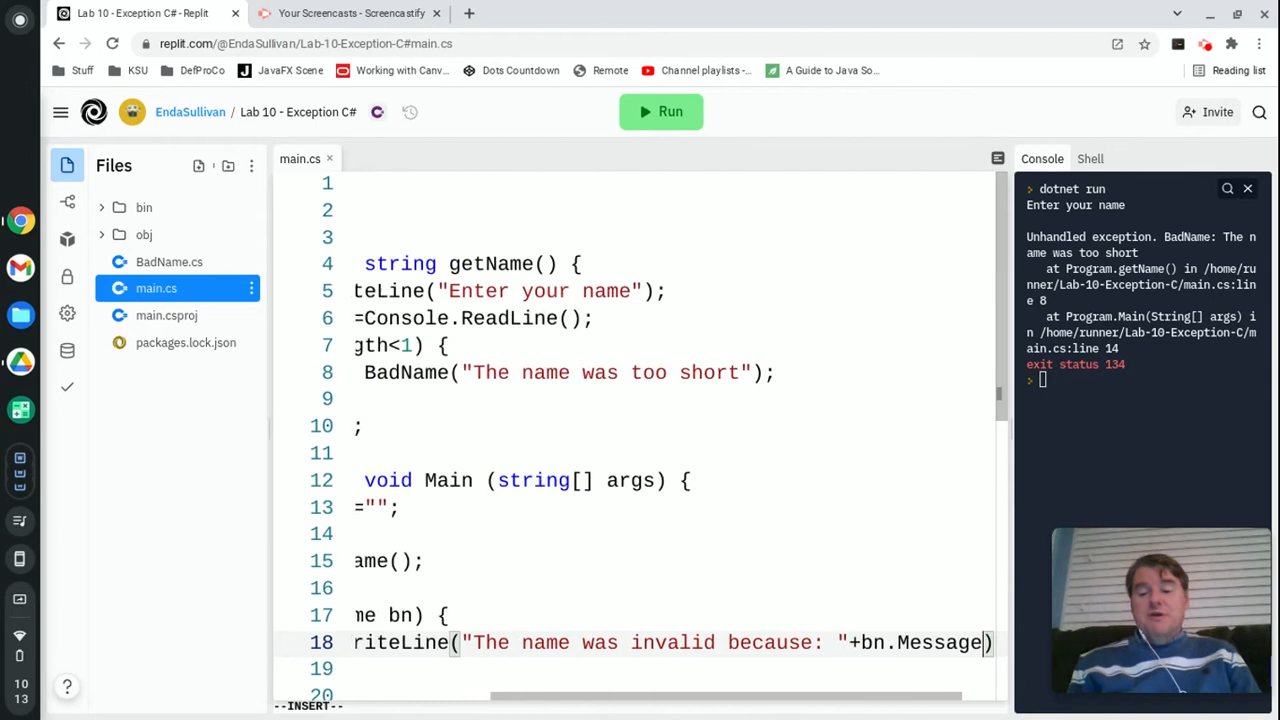 Lab 10 - Exception C# - Replit
Your Screencasts - Screencastify
replit.com/@EndaSullivan/Lab-10-Exception-C#main.cs
Stuff
KSU
DefProCo
JavaFX Scene
Working with Canv...
Dots Countdown
Remote
Channel playlists -...
A Guide to Java So...
Reading list
EndaSullivan / Lab 10 - Exception C#
Run
Invite
Files
bin
obj
BadName.cs
main.cs
main.csproj
packages.lock.json
main.cs
1
2
3
4 string getName() {
5 teLine("Enter your name");
6 =Console.ReadLine();
7 gth<1) {
8 BadName("The name was too short");
9
10 ;
11
12 void Main (string[] args) {
13 ="";
14
15 ame();
16
17 me bn) {
18 riteLine("The name was invalid because: "+bn.Message)
19
20
--INSERT--
Console
Shell
> dotnet run
Enter your name
Unhandled exception. BadName: The n
ame was too short
at Program.getName() in /home/ru
nner/Lab-10-Exception-C/main.cs:lin
e 8
at Program.Main(String[] args) i
n /home/runner/Lab-10-Exception-C/m
ain.cs:line 14
exit status 134
>
10
13
?